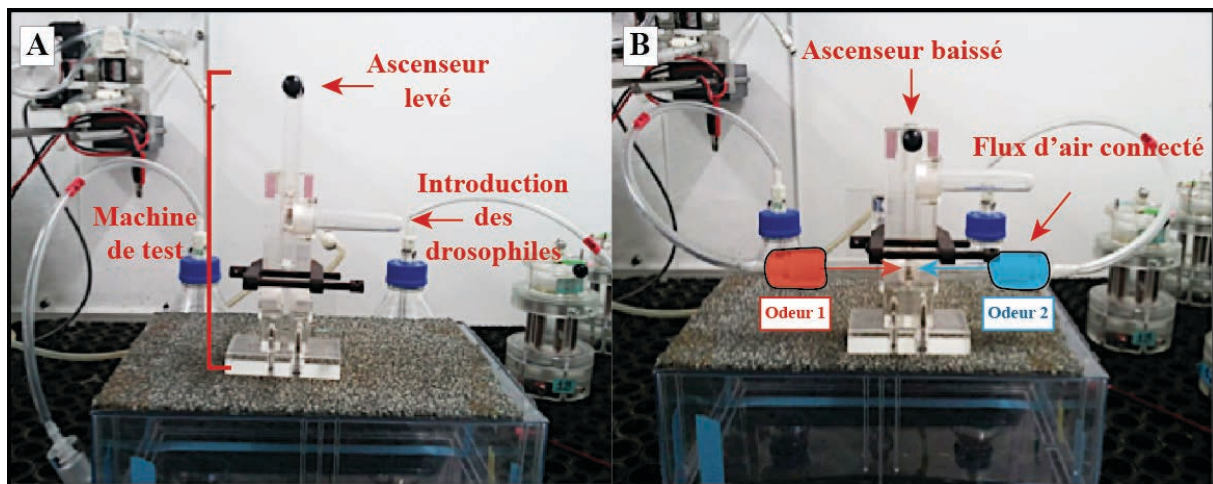 A
Ascenseur
levé
Machine
de test
Introduction
des
drosophiles
B
Ascenseur baissé
Flux d'air connecté
Odeur 1
Odeur 2